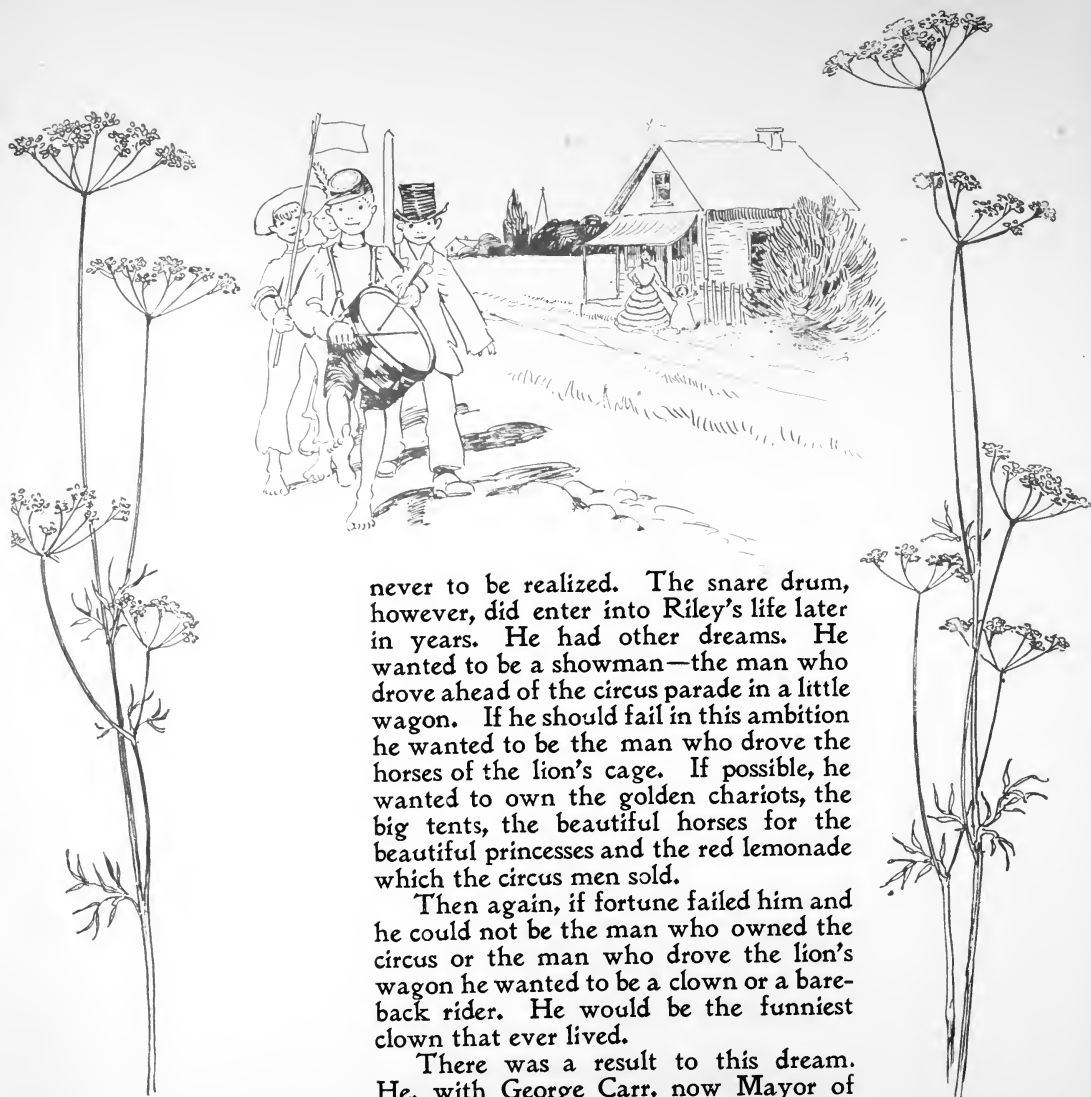 never to be realized. The snare drum,
however, did enter into Riley's life later
in years. He had other dreams. He
wanted to be a showman—the man who
drove ahead of the circus parade in a little
wagon. If he should fail in this ambition
he wanted to be the man who drove the
horses of the lion's cage. If possible, he
wanted to own the golden chariots, the
big tents, the beautiful horses for the
beautiful princesses and the red lemonade
which the circus men sold.
Then again, if fortune failed him and
he could not be the man who owned the
circus or the man who drove the lion's
wagon he wanted to be a clown or a bare-
back rider. He would be the funniest
clown that ever lived.
There was a result to this dream.
He, with George Carr, now Mayor of